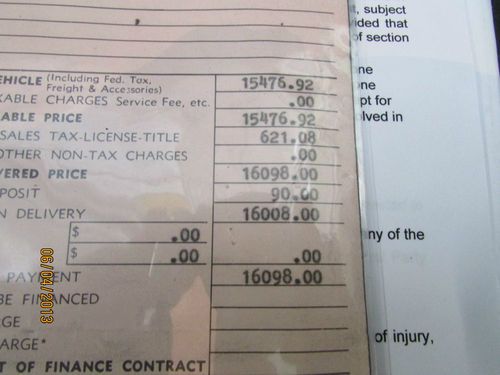 EHICLE (Including Fed. Tax, Freight & Accessories) 15476.92
ABLE CHARGES Service Fee, etc. .00
ABLE PRICE 15476.92
SALES TAX-LICENSE-TITLE 621.08
OTHER NON-TAX CHARGES .00
ERED PRICE 16098.00
POSIT 90.00
N DELIVERY 16008.00
$ .00
$ .00 .00
PAYMENT 16098.00
BE FINANCED
GE
ARGE*
T OF FINANCE CONTRACT
, subject
ided that
of section
ne
ne
pt for
lved in
ny of the
of injury,
06/04/2013